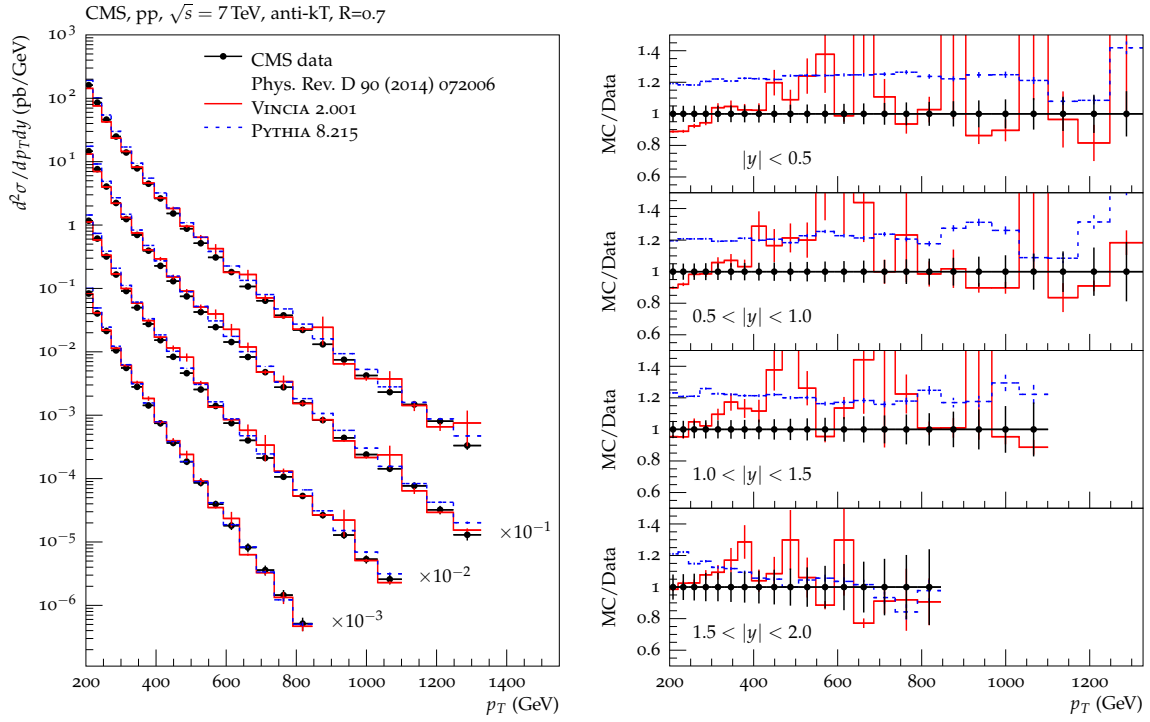 CMS, pp, √s = 7 TeV, anti-kT, R=0.7
d²σ/dp_T dy (pb/GeV)
10³
10²
10¹
1
10⁻¹
10⁻²
10⁻³
10⁻⁴
10⁻⁵
10⁻⁶
CMS data
Phys. Rev. D 90 (2014) 072006
VINCIA 2.001
PYTHIA 8.215
×10⁻¹
×10⁻²
×10⁻³
200 400 600 800 1000 1200 1400
p_T (GeV)
MC/Data
1.4
1.2
1
0.8
0.6
|y| < 0.5
MC/Data
1.4
1.2
1
0.8
0.6
0.5 < |y| < 1.0
MC/Data
1.4
1.2
1
0.8
0.6
1.0 < |y| < 1.5
MC/Data
1.4
1.2
1
0.8
0.6
1.5 < |y| < 2.0
200 400 600 800 1000 1200
p_T (GeV)